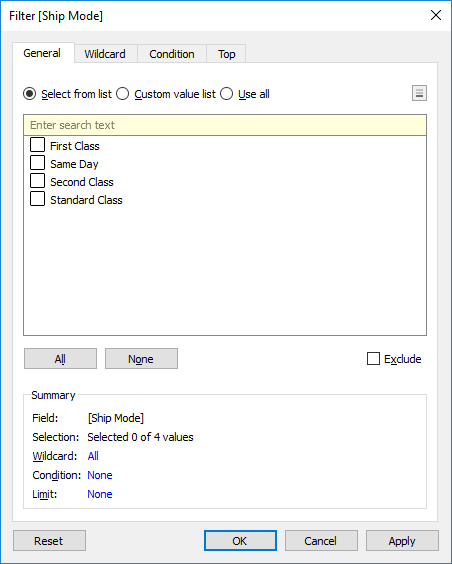 Filter [Ship Mode]
General Wildcard Condition Top
Select from list Custom value list Use all
Enter search text
First Class
Same Day
Second Class
Standard Class
All None Exclude
Summary
Field: [Ship Mode]
Selection: Selected 0 of 4 values
Wildcard: All
Condition: None
Limit: None
Reset OK Cancel Apply